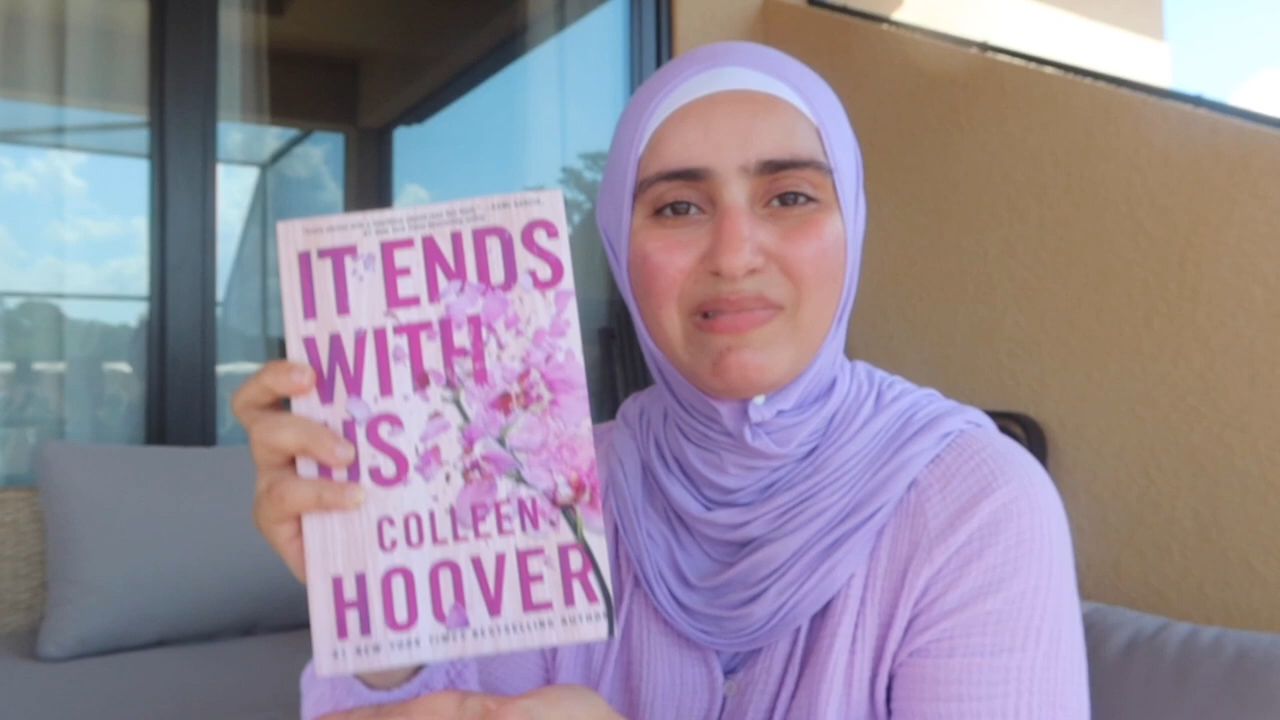 IT ENDS
WITH
US
COLLEEN
HOOVER
#1 NEW YORK TIMES BESTSELLING AUTHOR